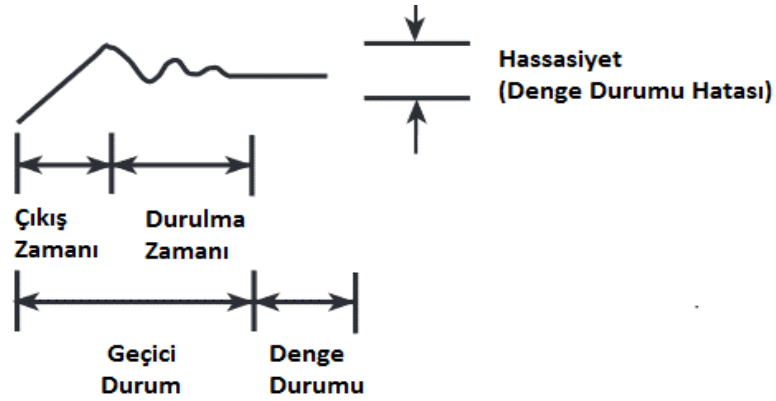 Hassasiyet
(Denge Durumu Hatası)
Çıkış
Zamanı
Durulma
Zamanı
Geçici
Durum
Denge
Durumu